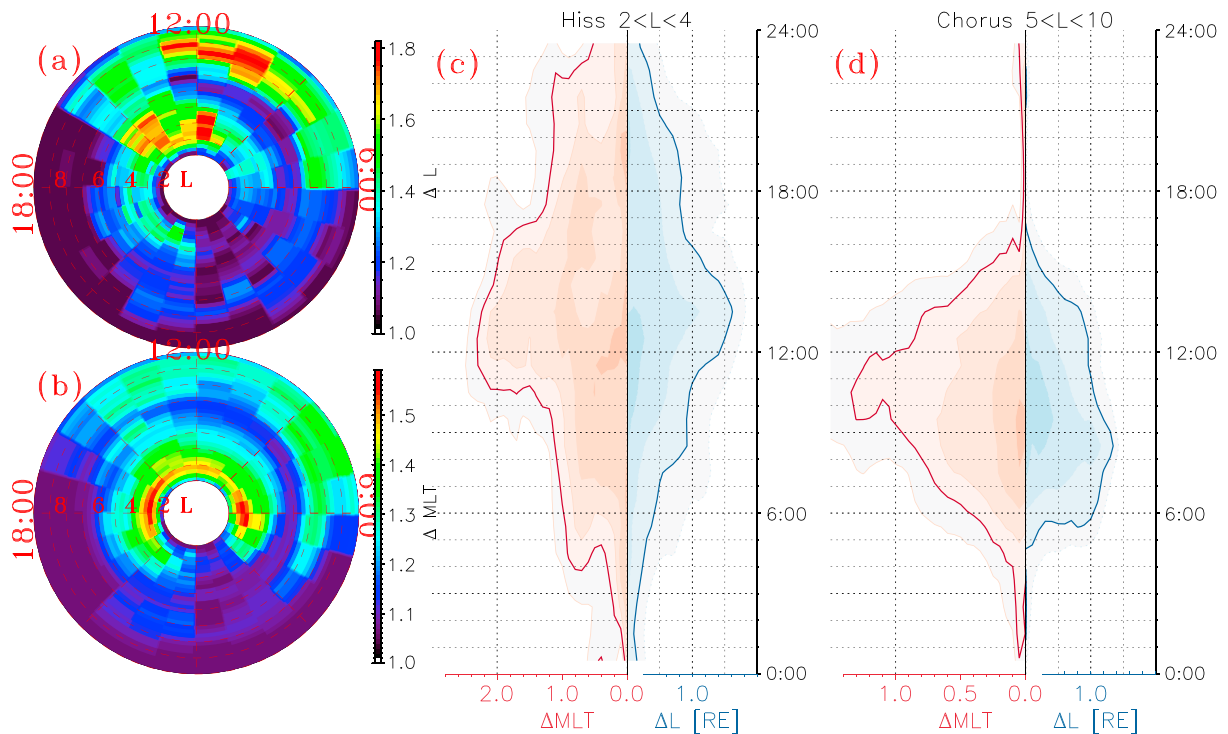 (a)
12:00
18:00
8 6 4 2 L
6:00
1.8
1.6
1.4
1.2
1.0
Δ L
(b)
12:00
18:00
8 6 4 2 L
6:00
1.5
1.4
1.3
1.2
1.1
1.0
Δ MLT
Hiss 2<L<4
(c)
2.0 1.0 0.0 1.0
ΔMLT ΔL [RE]
24:00
18:00
12:00
6:00
0:00
Chorus 5<L<10
(d)
1.0 0.5 0.0 1.0
ΔMLT ΔL [RE]
24:00
18:00
12:00
6:00
0:00